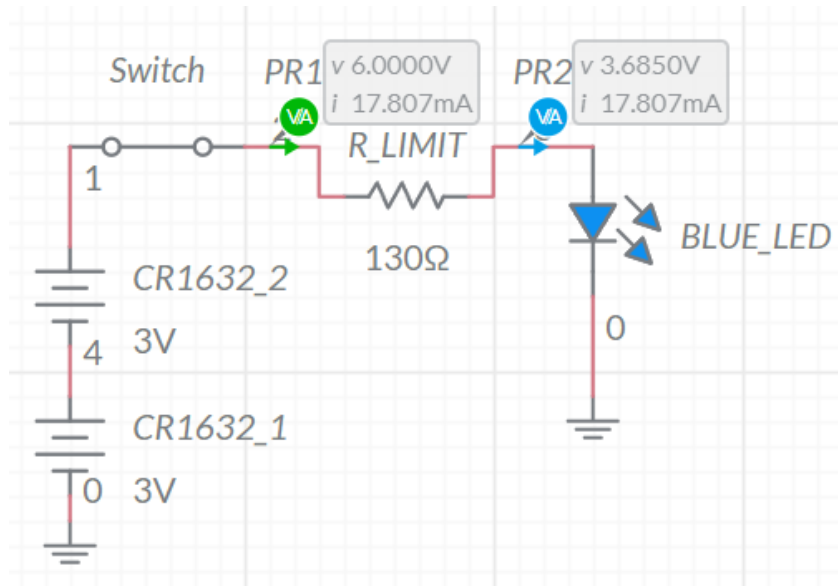 Switch
PR1
v 6.0000V
i 17.807mA
PR2
v 3.6850V
i 17.807mA
V/A
V/A
R_LIMIT
130Ω
1
CR1632_2
3V
4
CR1632_1
3V
0
BLUE_LED
0